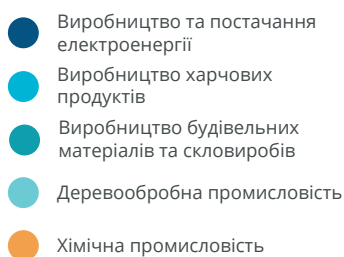 Виробництво та постачання
електроенергії
Виробництво харчових
продуктів
Виробництво будівельних
матеріалів та скловиробів
Деревообробна промисловість
Хімічна промисловість